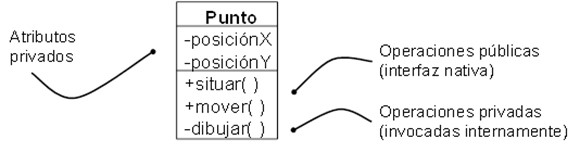 Punto
Atributos
privados
-posiciónX
-posiciónY
+situar( )
+mover( )
-dibujar( )
Operaciones públicas
(interfaz nativa)
Operaciones privadas
(invocadas internamente)